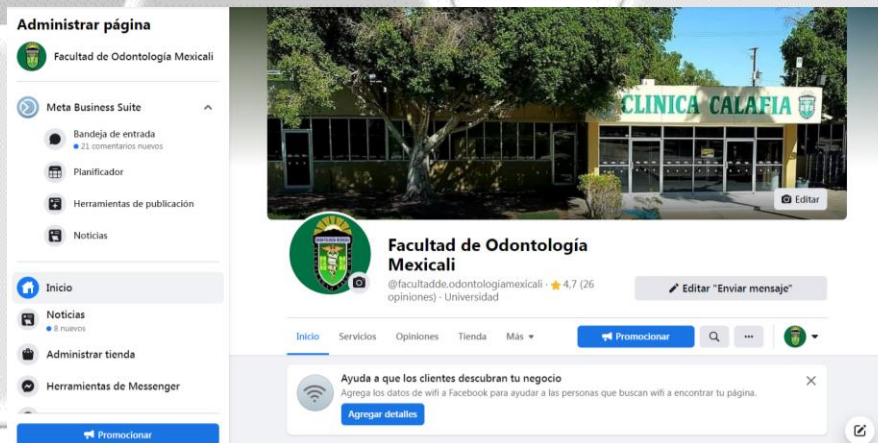 Administrar página
Facultad de Odontología Mexicali
Meta Business Suite
Bandeja de entrada
21 comentarios nuevos
Planificador
Herramientas de publicación
Noticias
Inicio
Noticias
8 nuevos
Administrar tienda
Herramientas de Messenger
Promocionar
CLINICA CALAFIA
Editar
Facultad de Odontología
Mexicali
@facultadde.odontologiamexicali · 4,7 (26
opiniones) · Universidad
Editar "Enviar mensaje"
Inicio Servicios Opiniones Tienda Más
Promocionar
Ayuda a que los clientes descubran tu negocio
Agrega los datos de wifi a Facebook para ayudar a las personas que buscan wifi a encontrar tu página.
Agregar detalles